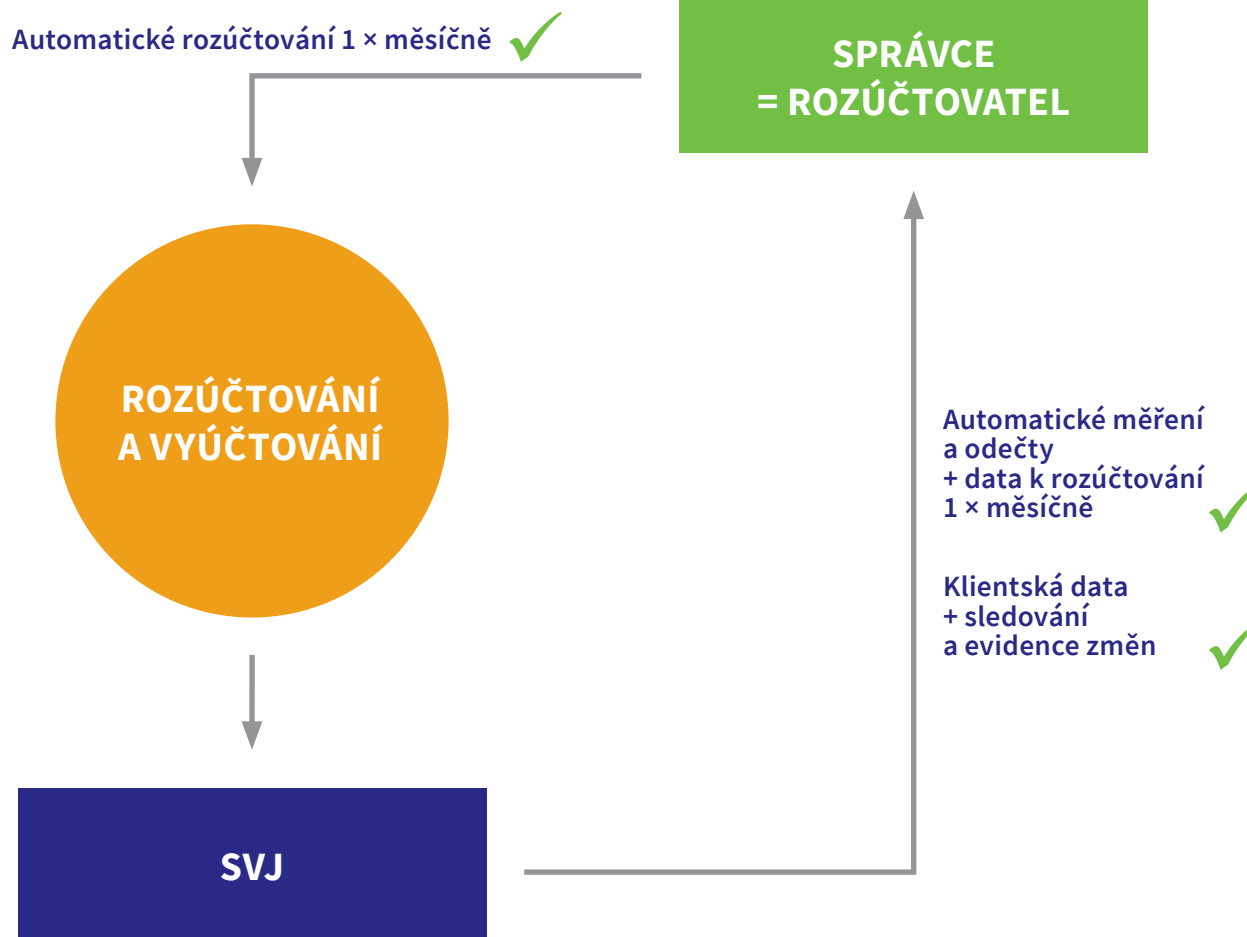 Automatické rozúčtování 1 × měsíčně
SPRÁVCE
= ROZÚČTOVATEL
ROZÚČTOVÁNÍ
A VYÚČTOVÁNÍ
Automatické měření
a odečty
+ data k rozúčtování
1 × měsíčně
Klientská data
+ sledování
a evidence změn
SVJ